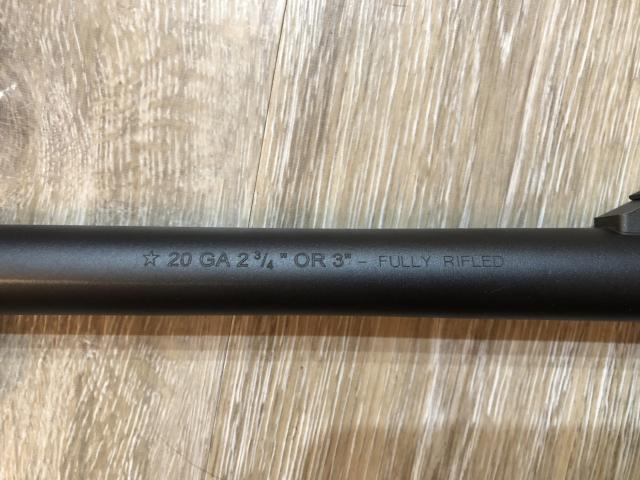 ☆ 20 GA 2 3/4 " OR 3" - FULLY RIFLED